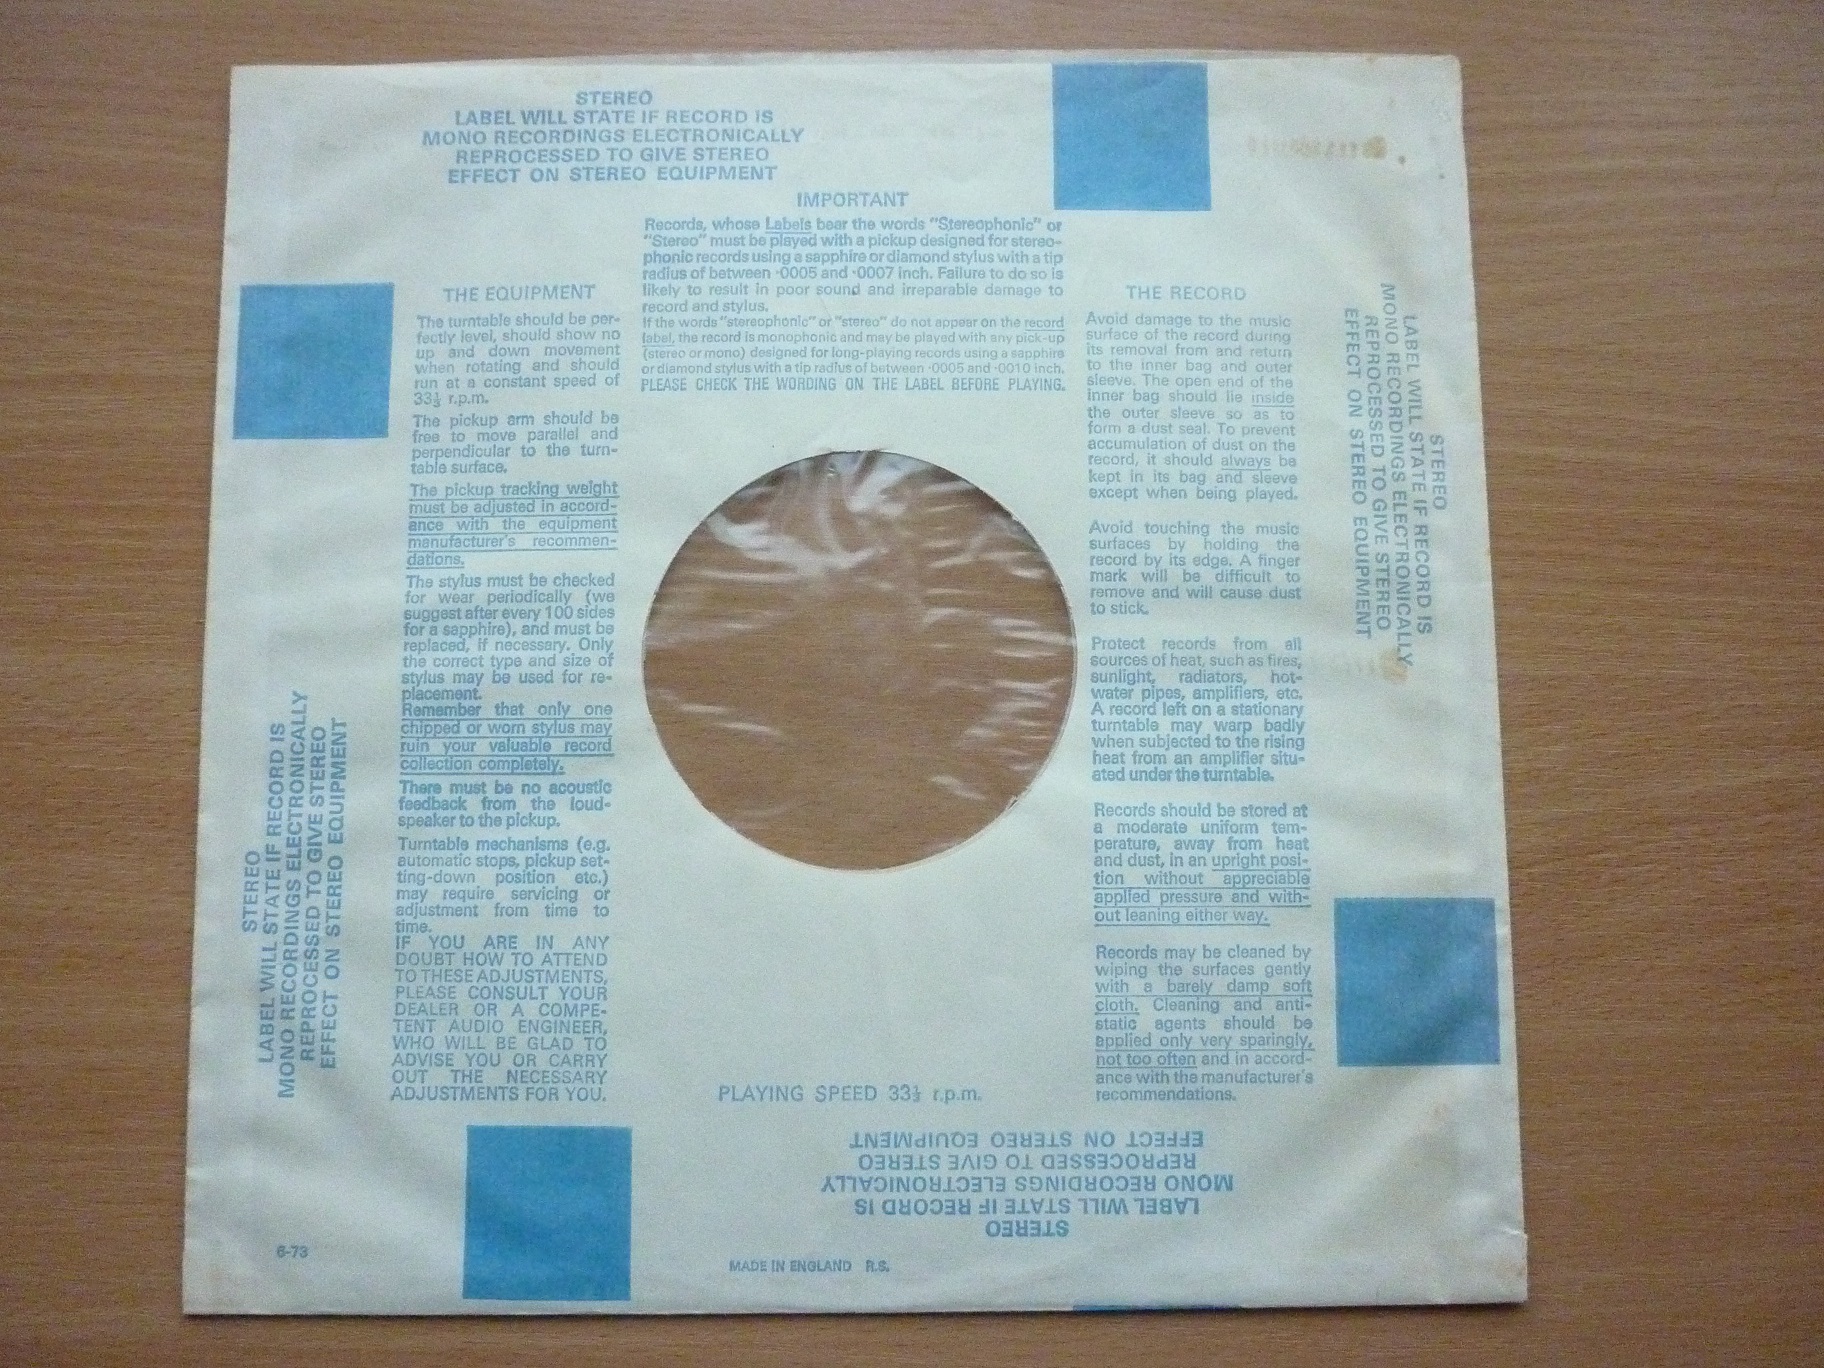 STEREO
LABEL WILL STATE IF RECORD IS
MONO RECORDINGS ELECTRONICALLY
REPROCESSED TO GIVE STEREO
EFFECT ON STEREO EQUIPMENT
IMPORTANT
Records, whose Labels bear the words "Stereophonic" or
"Stereo" must be played with a pickup designed for stereo-
phonic records using a sapphire or diamond stylus with a tip
radius of between ·0005 and ·0007 inch. Failure to do so is
likely to result in poor sound and irreparable damage to
record and stylus.
If the words "stereophonic" or "stereo" do not appear on the record
label, the record is monophonic and may be played with any pick-up
(stereo or mono) designed for long-playing records using a sapphire
or diamond stylus with a tip radius of between ·0005 and ·0010 inch.
PLEASE CHECK THE WORDING ON THE LABEL BEFORE PLAYING.
THE EQUIPMENT
The turntable should be per-
fectly level, should show no
up and down movement
when rotating and should
run at a constant speed of
33⅓ r.p.m.
The pickup arm should be
free to move parallel and
perpendicular to the turn-
table surface.
The pickup tracking weight
must be adjusted in accord-
ance with the equipment
manufacturer's recommen-
dations.
The stylus must be checked
for wear periodically (we
suggest after every 100 sides
for a sapphire), and must be
replaced, if necessary. Only
the correct type and size of
stylus may be used for re-
placement.
Remember that only one
chipped or worn stylus may
ruin your valuable record
collection completely.
There must be no acoustic
feedback from the loud-
speaker to the pickup.
Turntable mechanisms (e.g.
automatic stops, pickup set-
ting-down position etc.)
may require servicing or
adjustment from time to
time.
IF YOU ARE IN ANY
DOUBT HOW TO ATTEND
TO THESE ADJUSTMENTS,
PLEASE CONSULT YOUR
DEALER OR A COMPE-
TENT AUDIO ENGINEER,
WHO WILL BE GLAD TO
ADVISE YOU OR CARRY
OUT THE NECESSARY
ADJUSTMENTS FOR YOU.
THE RECORD
Avoid damage to the music
surface of the record during
its removal from and return
to the inner bag and outer
sleeve. The open end of the
inner bag should lie inside
the outer sleeve so as to
form a dust seal. To prevent
accumulation of dust on the
record, it should always be
kept in its bag and sleeve
except when being played.
Avoid touching the music
surfaces by holding the
record by its edge. A finger
mark will be difficult to
remove and will cause dust
to stick.
Protect records from all
sources of heat, such as fires,
sunlight, radiators, hot-
water pipes, amplifiers, etc.
A record left on a stationary
turntable may warp badly
when subjected to the rising
heat from an amplifier situ-
ated under the turntable.
Records should be stored at
a moderate uniform tem-
perature, away from heat
and dust, in an upright posi-
tion without appreciable
applied pressure and with-
out leaning either way.
Records may be cleaned by
wiping the surfaces gently
with a barely damp soft
cloth. Cleaning and anti-
static agents should be
applied only very sparingly,
not too often and in accord-
ance with the manufacturer's
recommendations.
STEREO
LABEL WILL STATE IF RECORD IS
MONO RECORDINGS ELECTRONICALLY
REPROCESSED TO GIVE STEREO
EFFECT ON STEREO EQUIPMENT
STEREO
LABEL WILL STATE IF RECORD IS
MONO RECORDINGS ELECTRONICALLY
REPROCESSED TO GIVE STEREO
EFFECT ON STEREO EQUIPMENT
PLAYING SPEED 33⅓ r.p.m.
STEREO
LABEL WILL STATE IF RECORD IS
MONO RECORDINGS ELECTRONICALLY
REPROCESSED TO GIVE STEREO
EFFECT ON STEREO EQUIPMENT
6-73
MADE IN ENGLAND R.S.